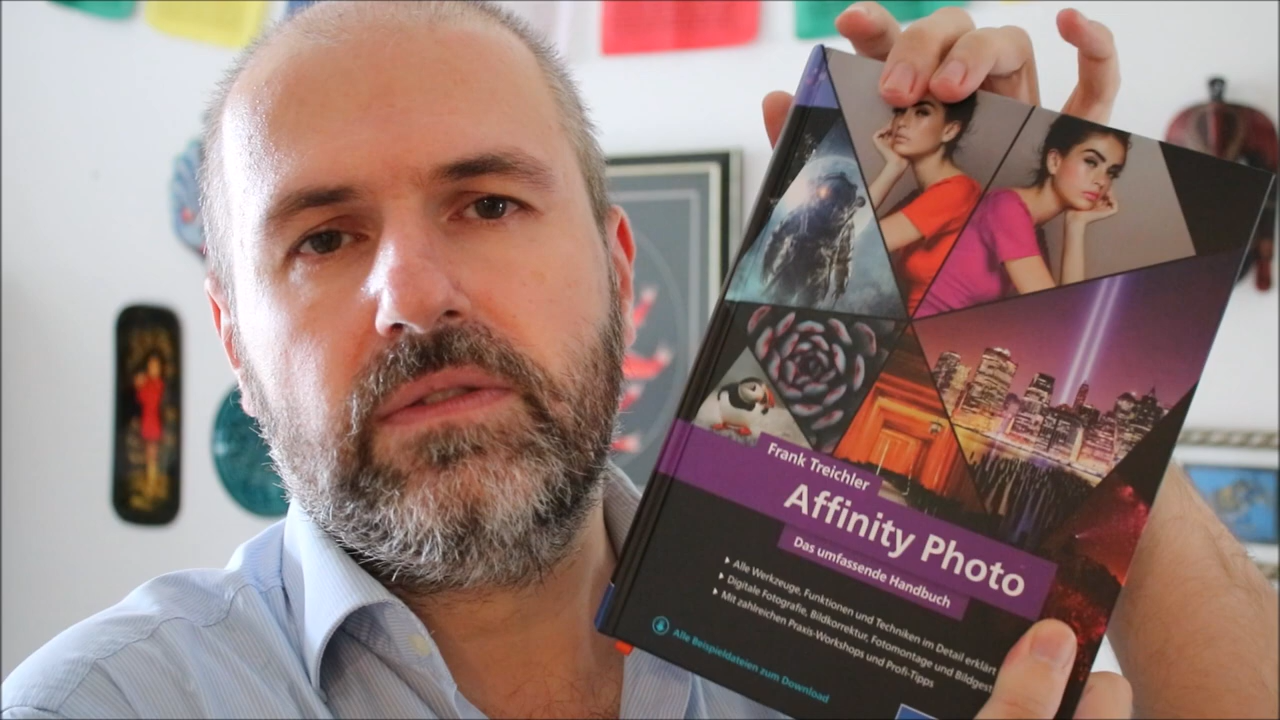 Frank Treichler
Affinity Photo
Das umfassende Handbuch
Alle Werkzeuge, Funktionen und Techniken im Detail erklärt
Digitale Fotografie, Bildkorrektur, Fotomontage und Bildgest
Mit zahlreichen Praxis-Workshops und Profi-Tipps
Alle Beispieldateien zum Download